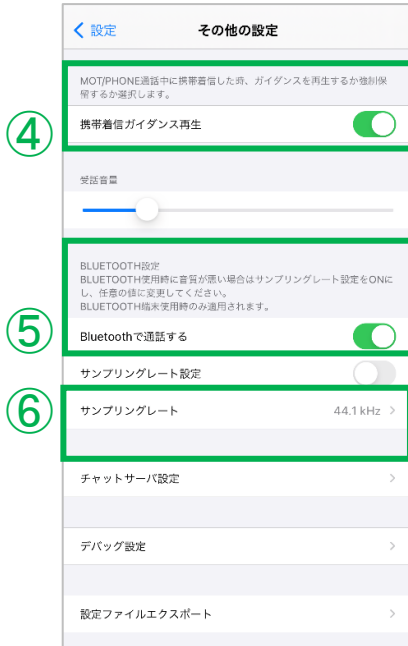 設定
その他の設定
④
MOT/PHONE通話中に携帯着信した時、ガイダンスを再生するか強制保
留するか選択します。
携帯着信ガイダンス再生
受話音量
⑤
BLUETOOTH設定
BLUETOOTH使用時に音質が悪い場合はサンプリングレート設定をONに
し、任意の値に変更してください。
BLUETOOTH端末使用時のみ適用されます。
Bluetoothで通話する
サンプリングレート設定
⑥
サンプリングレート 44.1 kHz
チャットサーバ設定
デバッグ設定
設定ファイルエクスポート